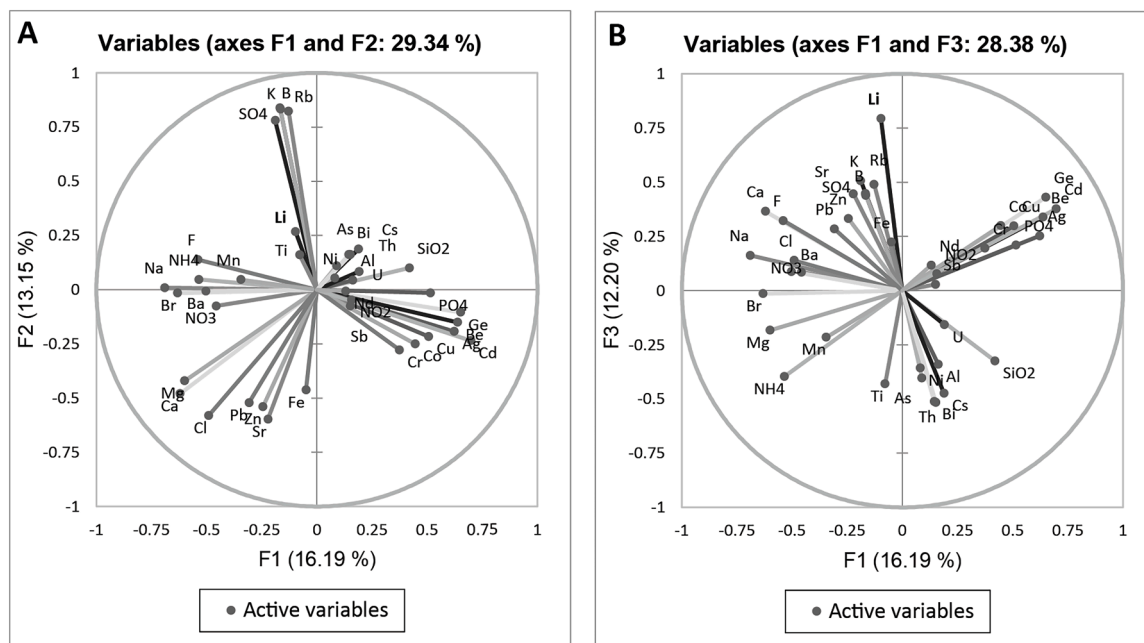 A
Variables (axes F1 and F2: 29.34 %)
1
K B Rb
SO4
0.75
0.5
Li
As Bi Cs
0.25
Ti
Th
F
Ni
SiO2
NH4 Mn
Al
Na
U
0
Br
Ba
Nd
PO4
NO3
NO2
Ge
Be
Sb
Cu
Ag
-0.25
Cr Co
Cd
Mg
Ca
Fe
Pb
-0.5
Zn
Cl
Sr
-0.75
-1
-1 -0.75 -0.5 -0.25 0 0.25 0.5 0.75 1
F2 (13.15 %)
F1 (16.19 %)
Active variables
B
Variables (axes F1 and F3: 28.38 %)
1
Li
0.75
K Rb
Sr
B
Ge
0.5
Ca
SO4
Cd
F
Zn
Be
Pb
Co Cu
Ag
Fe
Cr
PO4
0.25
Na
Cl
Nd
Ba
NO2
NO3
Sb
0
Br
Mg
U
-0.25
Mn
SiO2
NH4
Ni Al
Ti
As
Cs
-0.5
Th Bi
-0.75
-1
-1 -0.75 -0.5 -0.25 0 0.25 0.5 0.75 1
F3 (12.20 %)
F1 (16.19 %)
Active variables